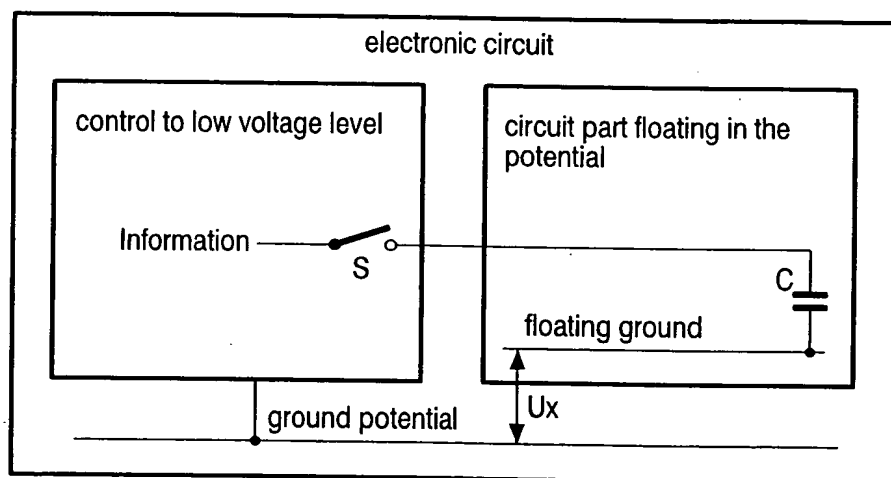 electronic circuit
control to low voltage level
circuit part floating in the
potential
Information
S
C
floating ground
Ux
ground potential